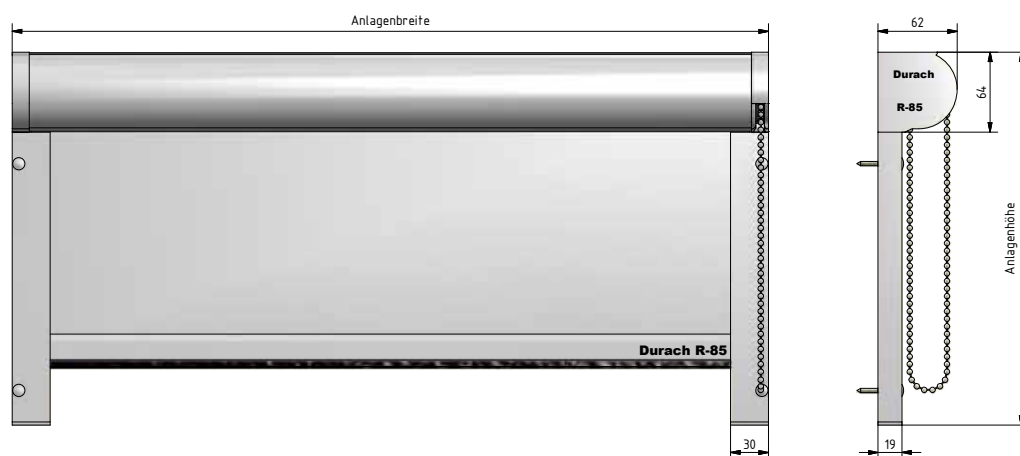 Anlagenbreite
62
Durach
R-85
64
Anlagenhöhe
Durach R-85
30
19